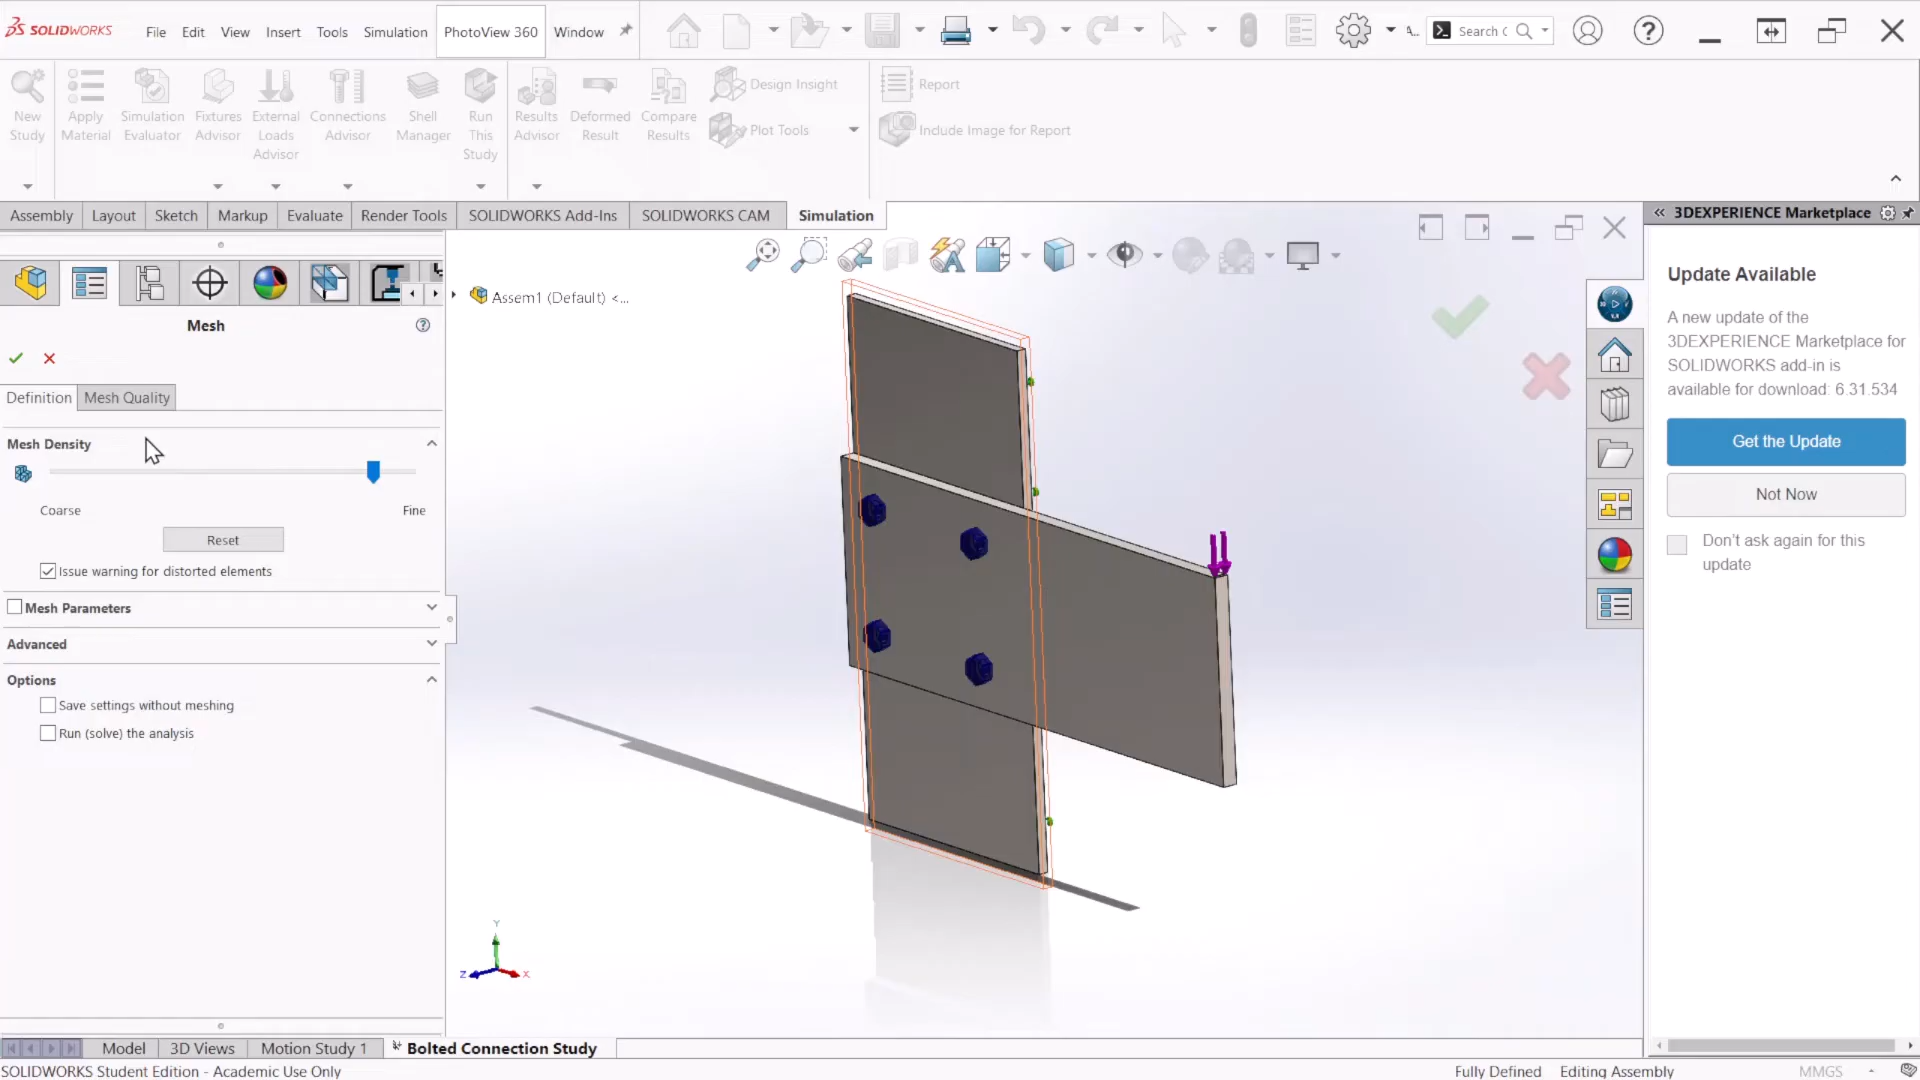 SOLIDWORKS
File Edit View Insert Tools Simulation PhotoView 360 Window
A...
Search C
New Study
Apply Material
Simulation Evaluator
Fixtures Advisor
External Loads Advisor
Connections Advisor
Shell Manager
Run This Study
Results Advisor
Deformed Result
Compare Results
Design Insight
Plot Tools
Report
Include Image for Report
Assembly Layout Sketch Markup Evaluate Render Tools SOLIDWORKS Add-Ins SOLIDWORKS CAM Simulation
Assem1 (Default) <...
Mesh
Definition Mesh Quality
Mesh Density
Coarse Fine
Reset
Issue warning for distorted elements
Mesh Parameters
Advanced
Options
Save settings without meshing
Run (solve) the analysis
Y
Z
X
« 3DEXPERIENCE Marketplace
Update Available
A new update of the
3DEXPERIENCE Marketplace for
SOLIDWORKS add-in is
available for download: 6.31.534
Get the Update
Not Now
Don't ask again for this
update
Model 3D Views Motion Study 1 Bolted Connection Study
SOLIDWORKS Student Edition - Academic Use Only
Fully Defined Editing Assembly MMGS